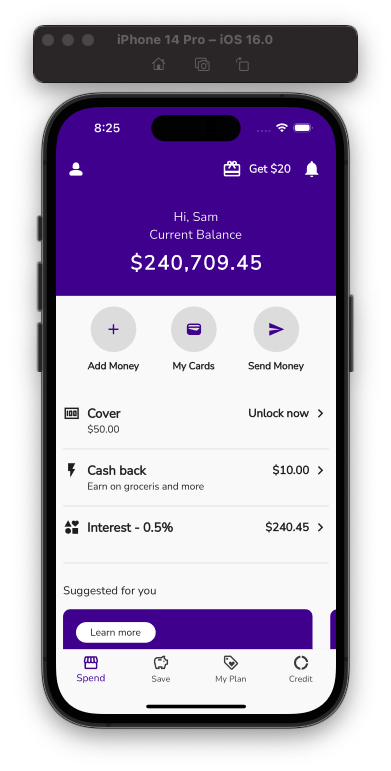 iPhone 14 Pro – iOS 16.0
8:25
Get $20
Hi, Sam
Current Balance
$240,709.45
Add Money
My Cards
Send Money
Cover
Unlock now
$50.00
Cash back
$10.00
Earn on groceris and more
Interest - 0.5%
$240.45
Suggested for you
Learn more
Spend
Save
My Plan
Credit